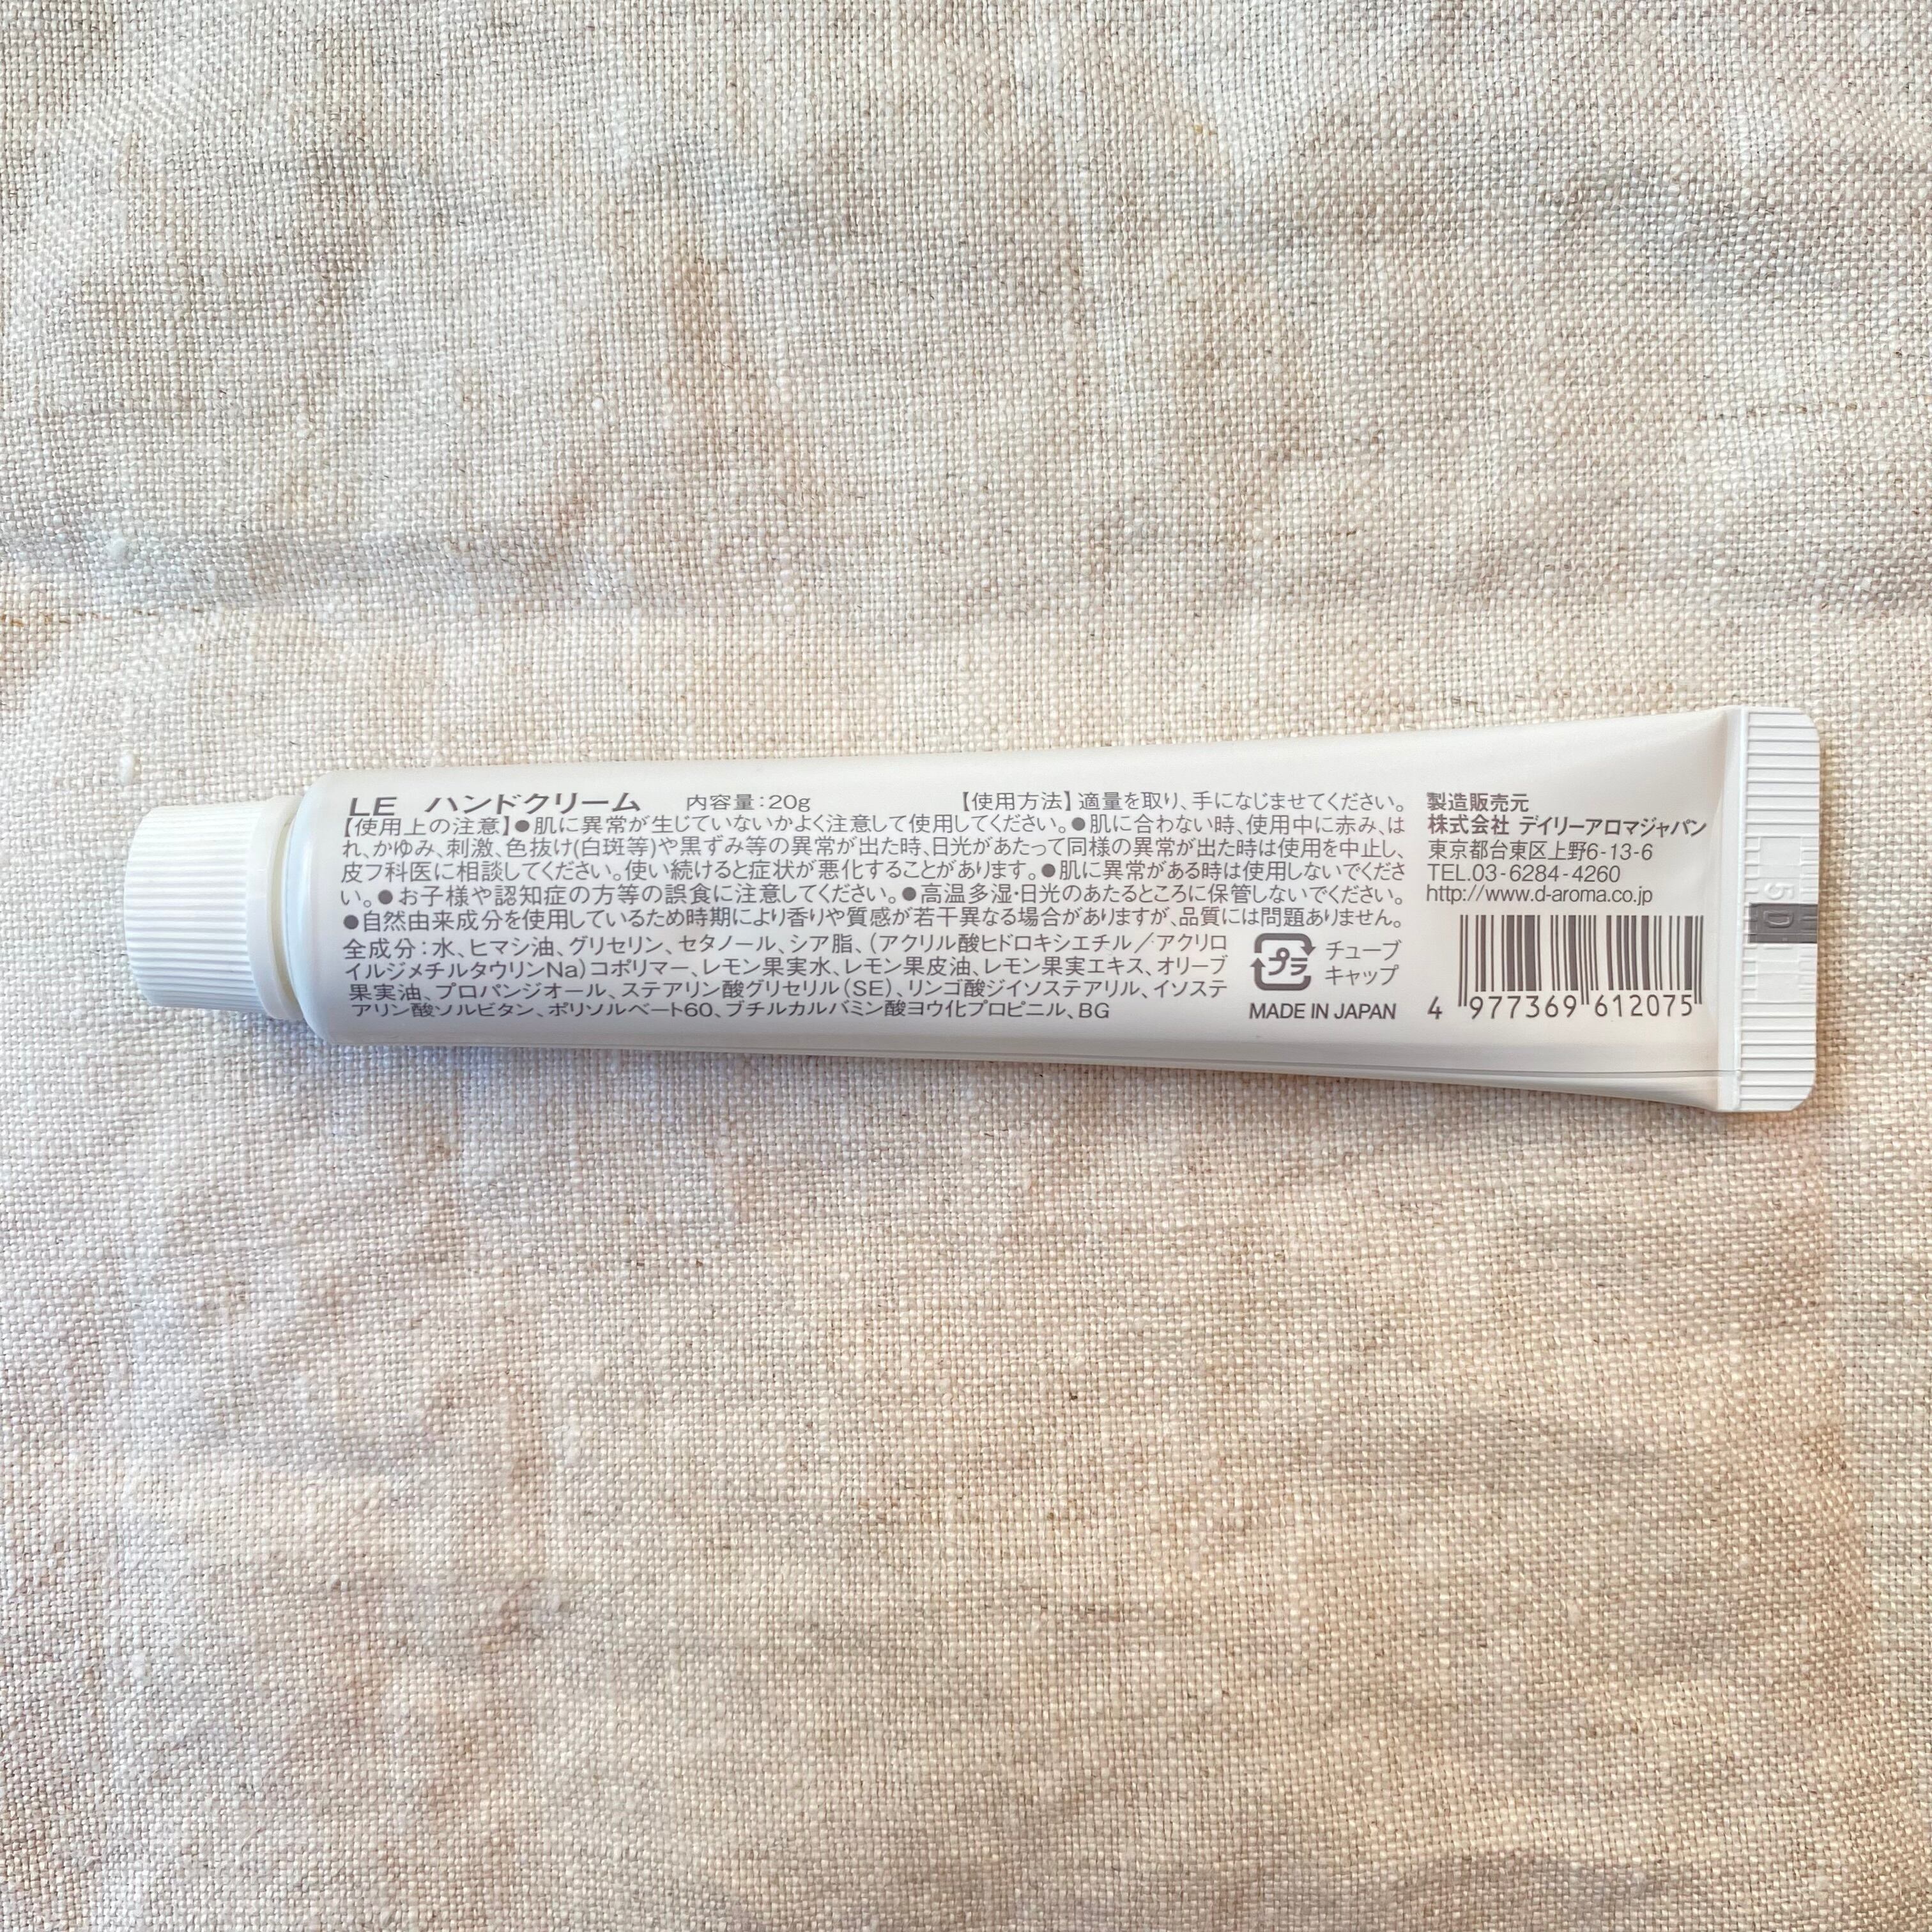 LE ハンドクリーム 内容量:20g 【使用方法】適量を取り、手になじませてください。
【使用上の注意】●肌に異常が生じていないかよく注意して使用してください。●肌に合わない時、使用中に赤み、は
れ、かゆみ、刺激、色抜け(白斑等)や黒ずみ等の異常が出た時、日光があたって同様の異常が出た時は使用を中止し、
皮フ科医に相談してください。使い続けると症状が悪化することがあります。●肌に異常がある時は使用しないでくださ
い。●お子様や認知症の方等の誤食に注意してください。●高温多湿・日光のあたるところに保管しないでください。
●自然由来成分を使用しているため時期により香りや質感が若干異なる場合がありますが、品質には問題ありません。
全成分:水、ヒマシ油、グリセリン、セタノール、シア脂、(アクリル酸ヒドロキシエチル/アクリロ
イルジメチルタウリンNa)コポリマー、レモン果実水、レモン果皮油、レモン果実エキス、オリーブ
果実油、プロパンジオール、ステアリン酸グリセリル(SE)、リンゴ酸ジイソステアリル、イソステ
アリン酸ソルビタン、ポリソルベート60、ブチルカルバミン酸ヨウ化プロピニル、BG
プラ
チューブ
キャップ
MADE IN JAPAN
製造販売元
株式会社 デイリーアロマジャパン
東京都台東区上野6-13-6
TEL.03-6284-4260
http://www.d-aroma.co.jp
4 977369 612075